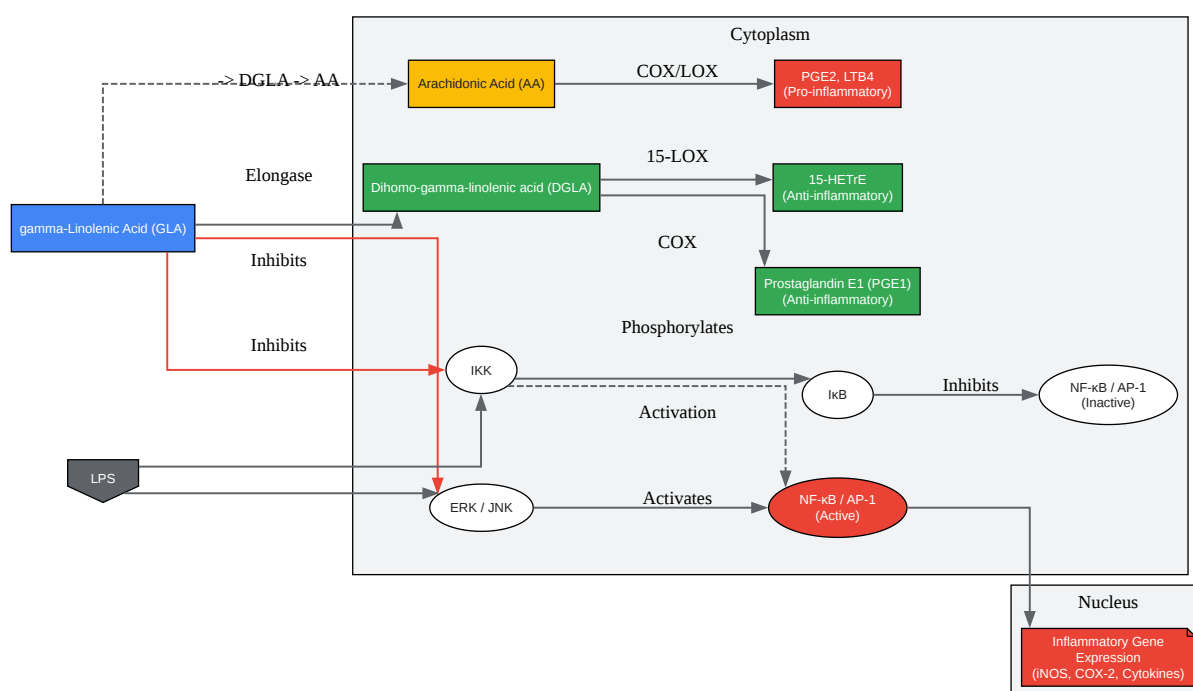 Cytoplasm
-> DGLA -> AA
Arachidonic Acid (AA)
COX/LOX
PGE2, LTB4
(Pro-inflammatory)
Elongase
Dihomo-gamma-linolenic acid (DGLA)
15-LOX
15-HETrE
(Anti-inflammatory)
gamma-Linolenic Acid (GLA)
COX
Inhibits
Prostaglandin E1 (PGE1)
(Anti-inflammatory)
Phosphorylates
Inhibits
IKK
IκB
Inhibits
NF-κB / AP-1
(Inactive)
Activation
LPS
ERK / JNK
Activates
NF-κB / AP-1
(Active)
Nucleus
Inflammatory Gene
Expression
(iNOS, COX-2, Cytokines)